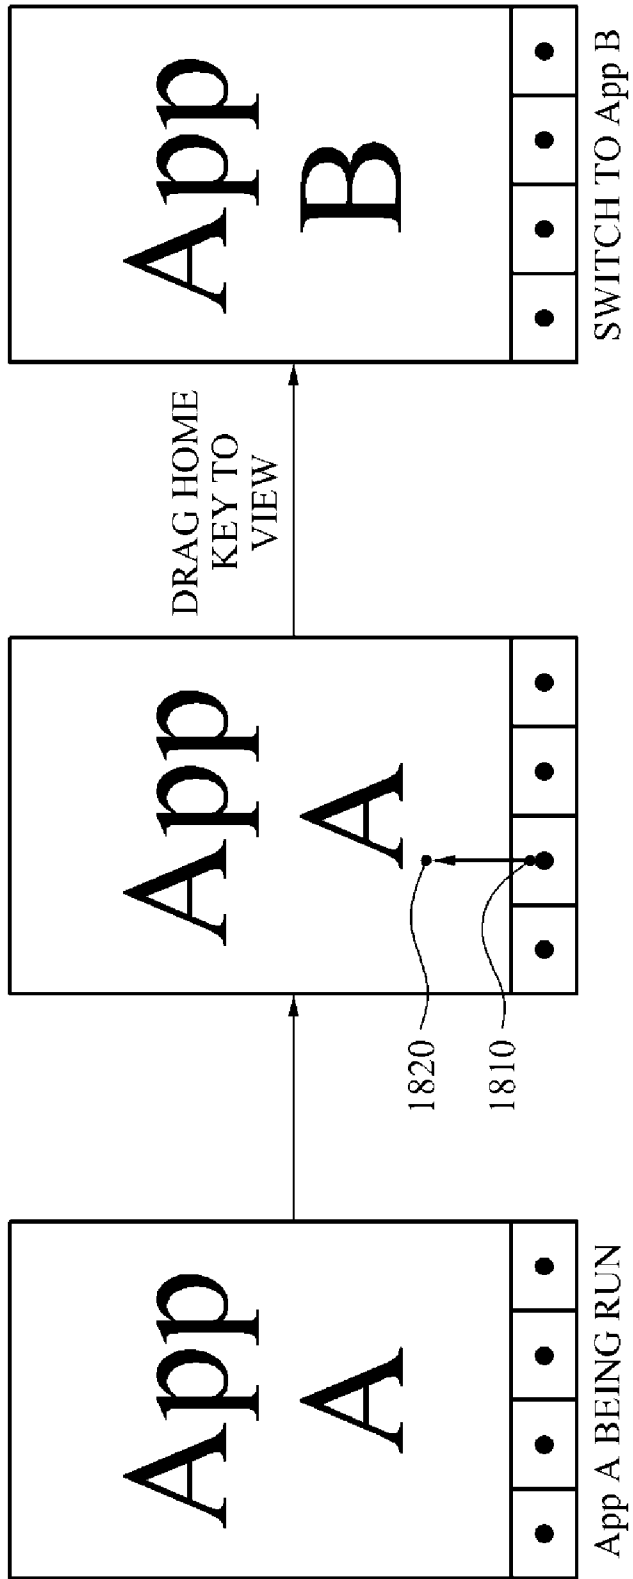 App
A
App A BEING RUN
App
A
1820
1810
DRAG HOME
KEY TO
VIEW
App
B
SWITCH TO App B